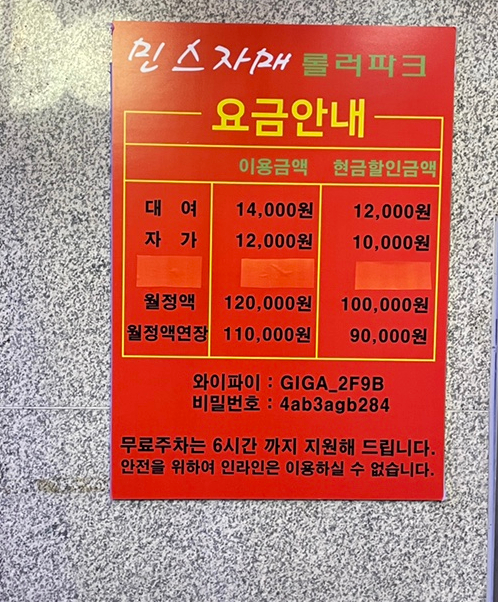 민스자매 롤러파크
요금안내
이용금액 현금할인금액
대 여 14,000원 12,000원
자 가 12,000원 10,000원
월정액 120,000원 100,000원
월정액연장 110,000원 90,000원
와이파이 : GIGA_2F9B
비밀번호 : 4ab3agb284
무료주차는 6시간 까지 지원해 드립니다.
안전을 위하여 인라인은 이용하실 수 없습니다.